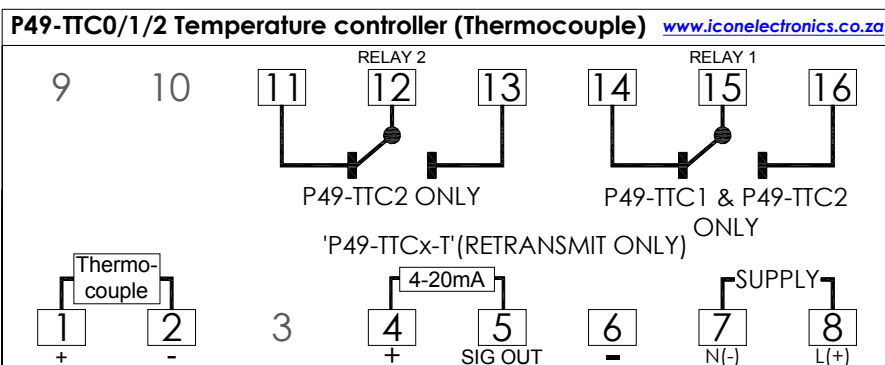 P49-TTC0/1/2 Temperature controller (Thermocouple) www.iconelectronics.co.za
RELAY 2 RELAY 1
9 10 11 12 13 14 15 16
P49-TTC2 ONLY
P49-TTC1 & P49-TTC2
ONLY
'P49-TTCx-T'(RETRANSMIT ONLY)
Thermo-
couple
4-20mA
SUPPLY
1 2 3 4 5 6 7 8
+ - + SIG OUT - N(-) L(+)